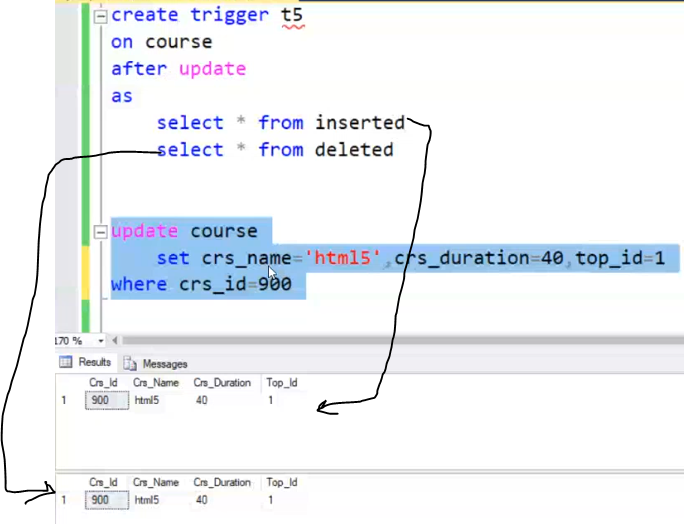 create trigger t5
on course
after update
as
select * from inserted
select * from deleted
update course
set crs_name='html5',crs_duration=40,top_id=1
where crs_id=900
170 %
Results Messages
Crs_Id Crs_Name Crs_Duration Top_Id
1 900 html5 40 1
Crs_Id Crs_Name Crs_Duration Top_Id
1 900 html5 40 1